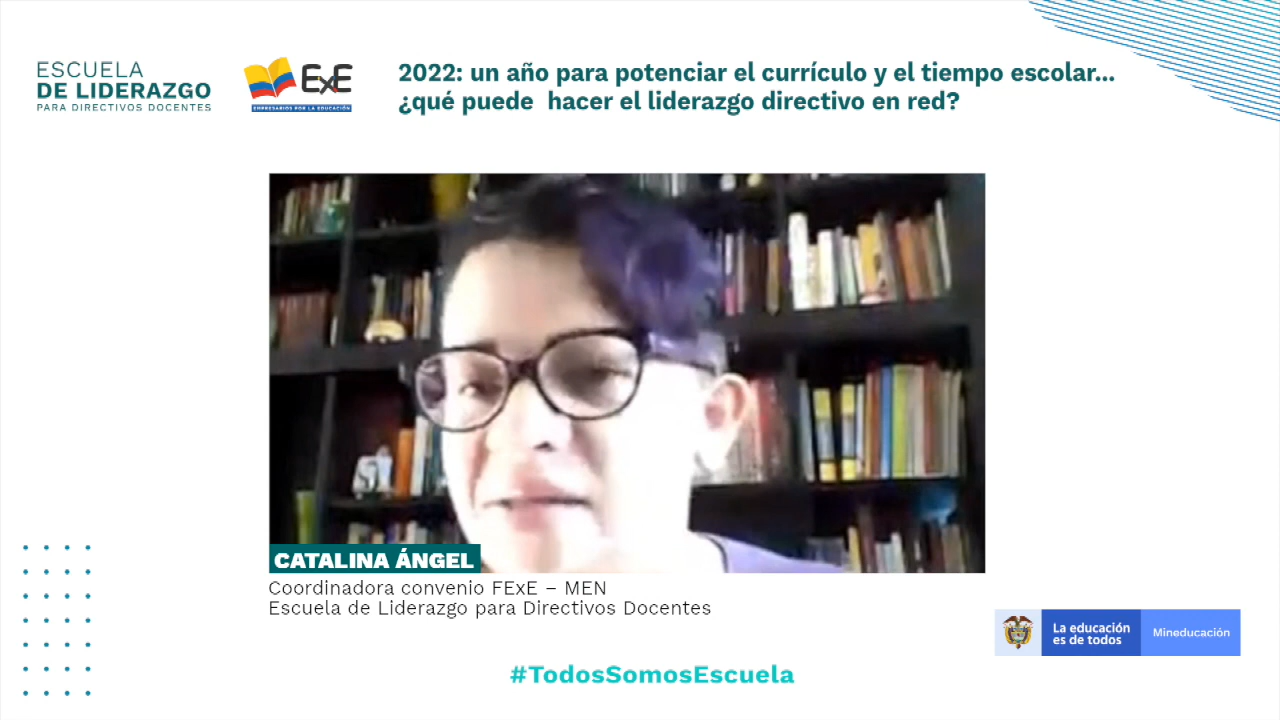 ESCUELA
DE LIDERAZGO
PARA DIRECTIVOS DOCENTES
ExE
EMPRESARIOS POR LA EDUCACIÓN
2022: un año para potenciar el currículo y el tiempo escolar...
¿qué puede hacer el liderazgo directivo en red?
CATALINA ÁNGEL
Coordinadora convenio FExE – MEN
Escuela de Liderazgo para Directivos Docentes
La educación
es de todos
Mineducación
#TodosSomosEscuela